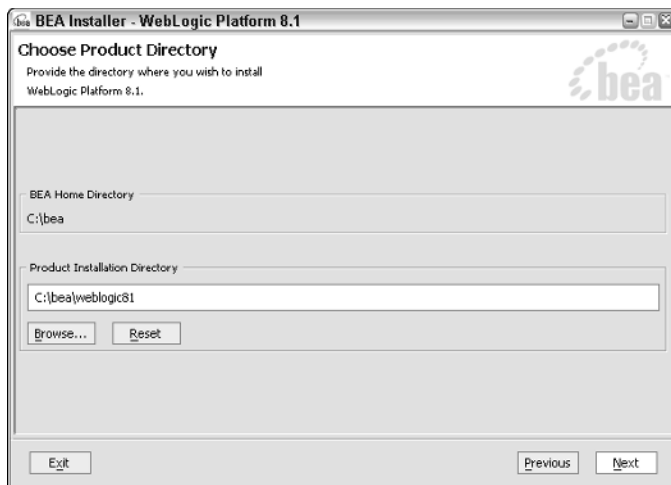 bea BEA Installer - WebLogic Platform 8.1
Choose Product Directory
Provide the directory where you wish to install
WebLogic Platform 8.1.
bea
BEA Home Directory
C:\bea
Product Installation Directory
C:\bea\weblogic81
Browse... Reset
Exit Previous Next